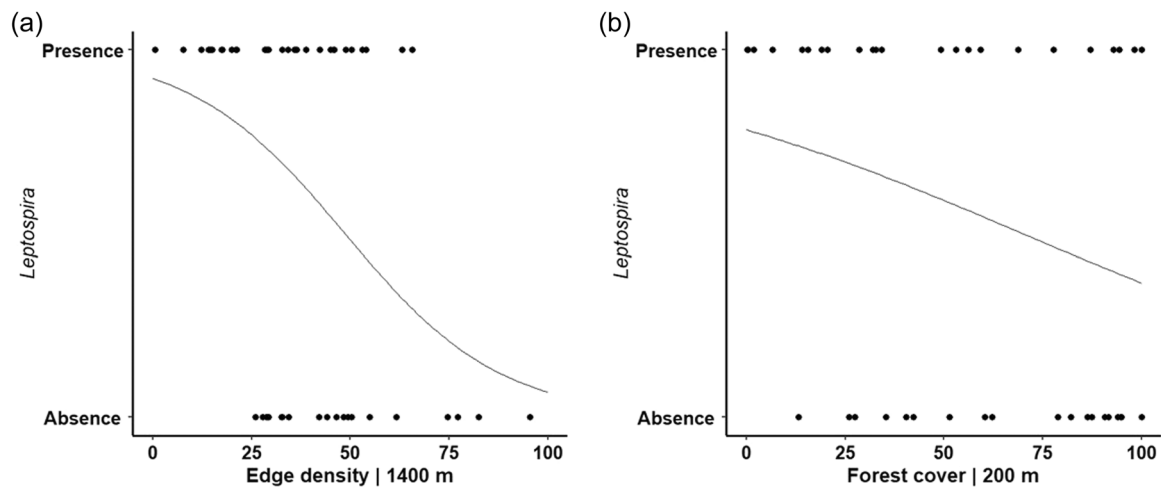 (a)
Presence
Leptospira
Absence
0 25 50 75 100
Edge density | 1400 m
(b)
Presence
Leptospira
Absence
0 25 50 75 100
Forest cover | 200 m